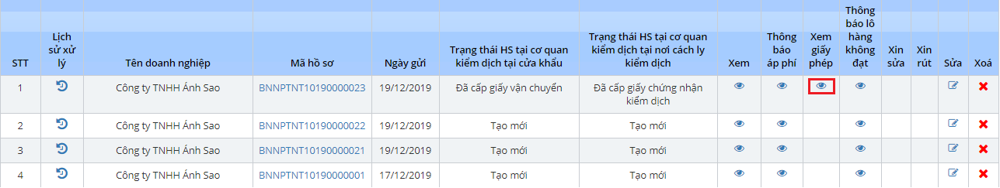 STT Lịch sử xử lý Tên doanh nghiệp Mã hồ sơ Ngày gửi Trạng thái HS tại cơ quan kiểm dịch tại cửa khẩu Trạng thái HS tại cơ quan kiểm dịch tại nơi cách ly kiểm dịch Xem Thông báo áp phí Xem giấy phép Thông báo lô hàng không đạt Xin sửa Xin rút Sửa Xoá
1 Công ty TNHH Ánh Sao BNNPTNT10190000023 19/12/2019 Đã cấp giấy vận chuyển Đã cấp giấy chứng nhận kiểm dịch
2 Công ty TNHH Ánh Sao BNNPTNT10190000022 19/12/2019 Tạo mới Tạo mới
3 Công ty TNHH Ánh Sao BNNPTNT10190000021 19/12/2019 Tạo mới Tạo mới
4 Công ty TNHH Ánh Sao BNNPTNT10190000001 17/12/2019 Tạo mới Tạo mới